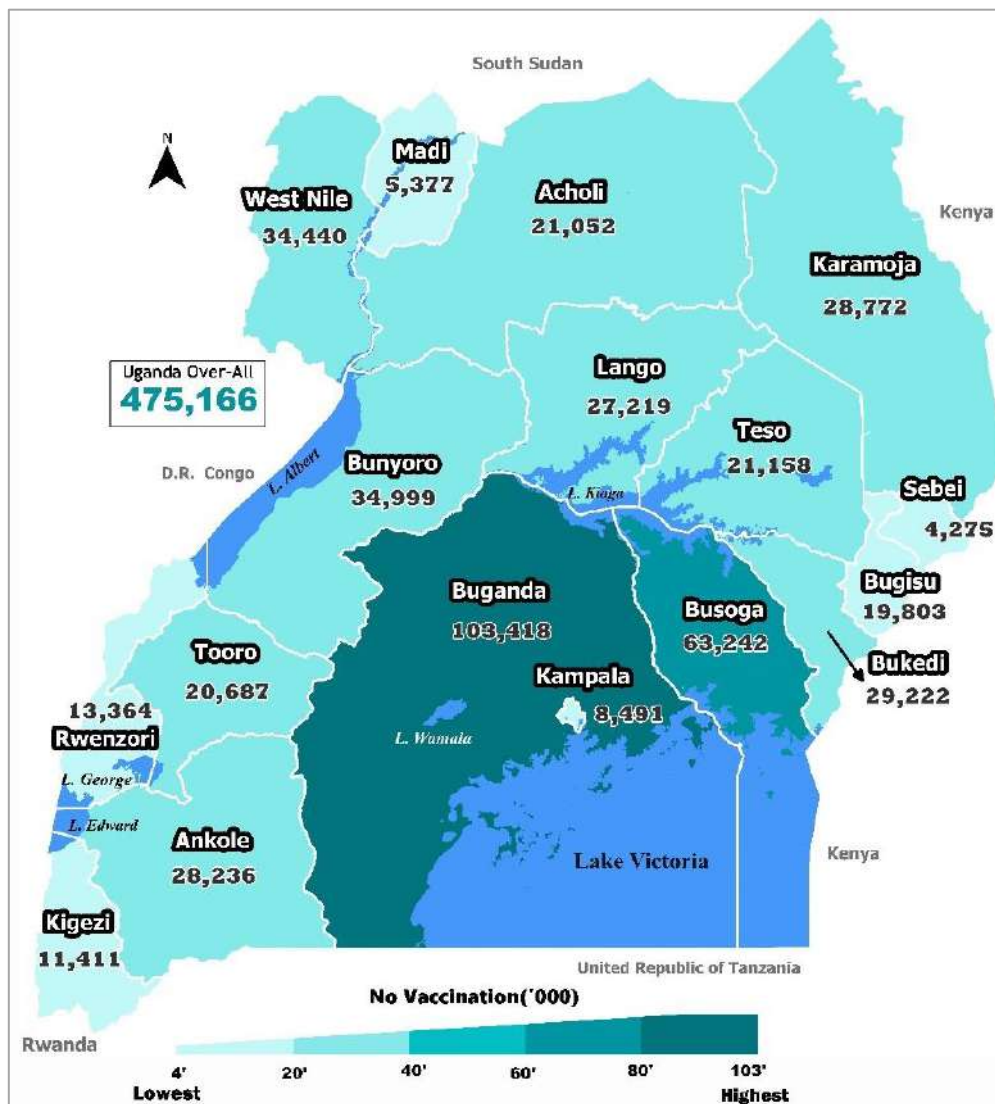 South Sudan
N
Madi
5,377
West Nile
34,440
Acholi
21,052
Kenya
Karamoja
28,772
Uganda Over-All
475,166
Lango
27,219
Teso
21,158
D.R. Congo
L. Albert
Bunyoro
34,999
L. Kioga
Sebei
4,275
Bugisu
19,803
Buganda
103,418
Busoga
63,242
Bukedi
29,222
Tooro
20,687
Kampala
8,491
13,364
Rwenzori
L. Wamala
L. George
L. Edward
Ankole
28,236
Lake Victoria
Kenya
Kigezi
11,411
United Republic of Tanzania
No Vaccination('000)
Rwanda
4' 20' 40' 60' 80' 103'
Lowest Highest